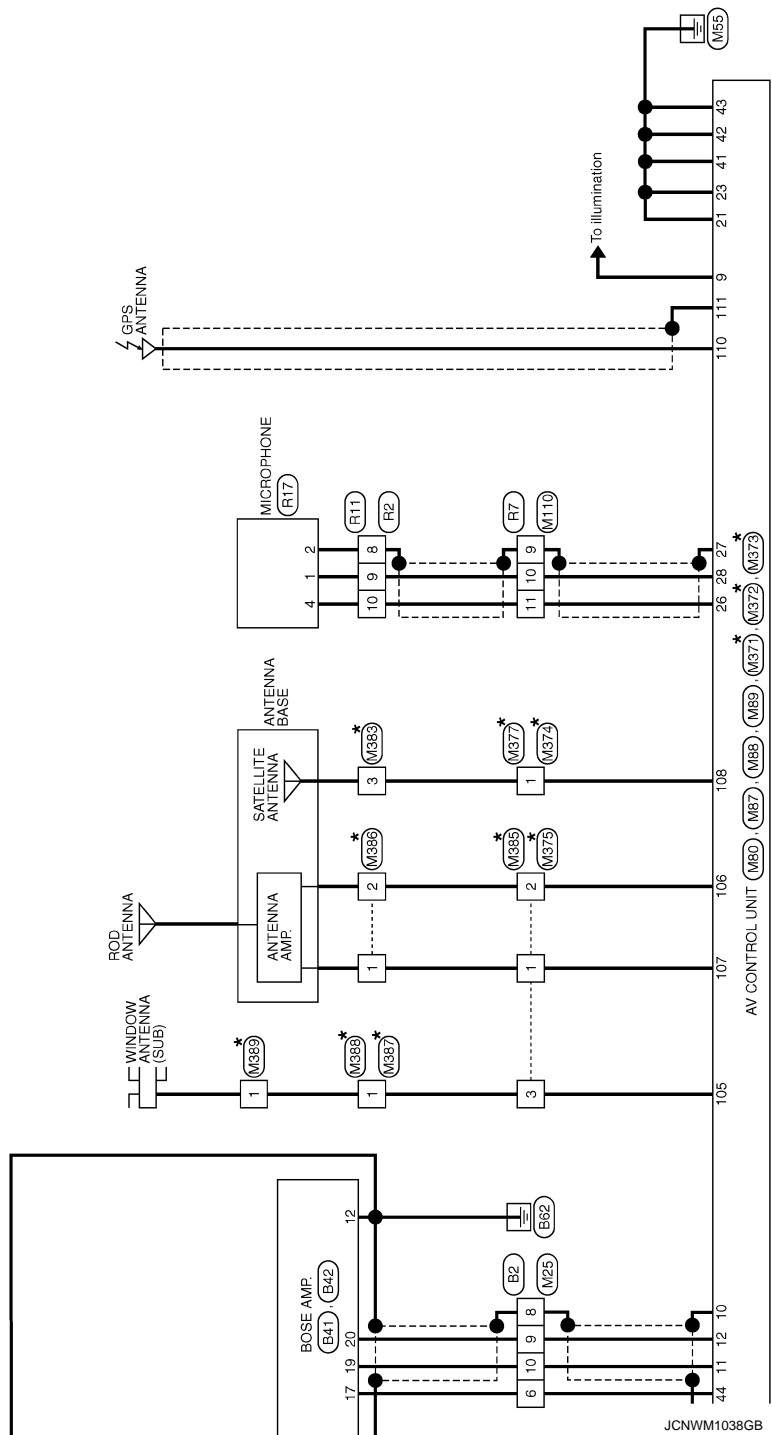 M55
43
42
41
23
21
To illumination
9
111
GPS
ANTENNA
110
MICROPHONE
R17
2
1
4
R11
R2
8
9
10
R7
M110
9
10
11
27
28
26
ANTENNA
BASE
SATELLITE
ANTENNA
*
M383
3
*
M377
*
M374
1
108
ROD
ANTENNA
ANTENNA
AMP.
*
M386
2
1
*
M385
*
M375
2
1
106
107
WINDOW
ANTENNA
(SUB)
*
M389
1
*
M388
*
M387
1
3
105
AV CONTROL UNIT M80 , M87 , M88 , M89 , *M371 , *M372 , *M373
BOSE AMP.
B41 , B42
12
20
19
17
B62
B2
M25
8
9
10
6
10
12
11
44
JCNWM1038GB